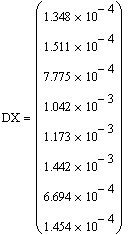 1.348 × 10⁻⁴
1.511 × 10⁻⁴
7.775 × 10⁻⁴
1.042 × 10⁻³
DX =
1.173 × 10⁻³
1.442 × 10⁻³
6.694 × 10⁻⁴
1.454 × 10⁻⁴